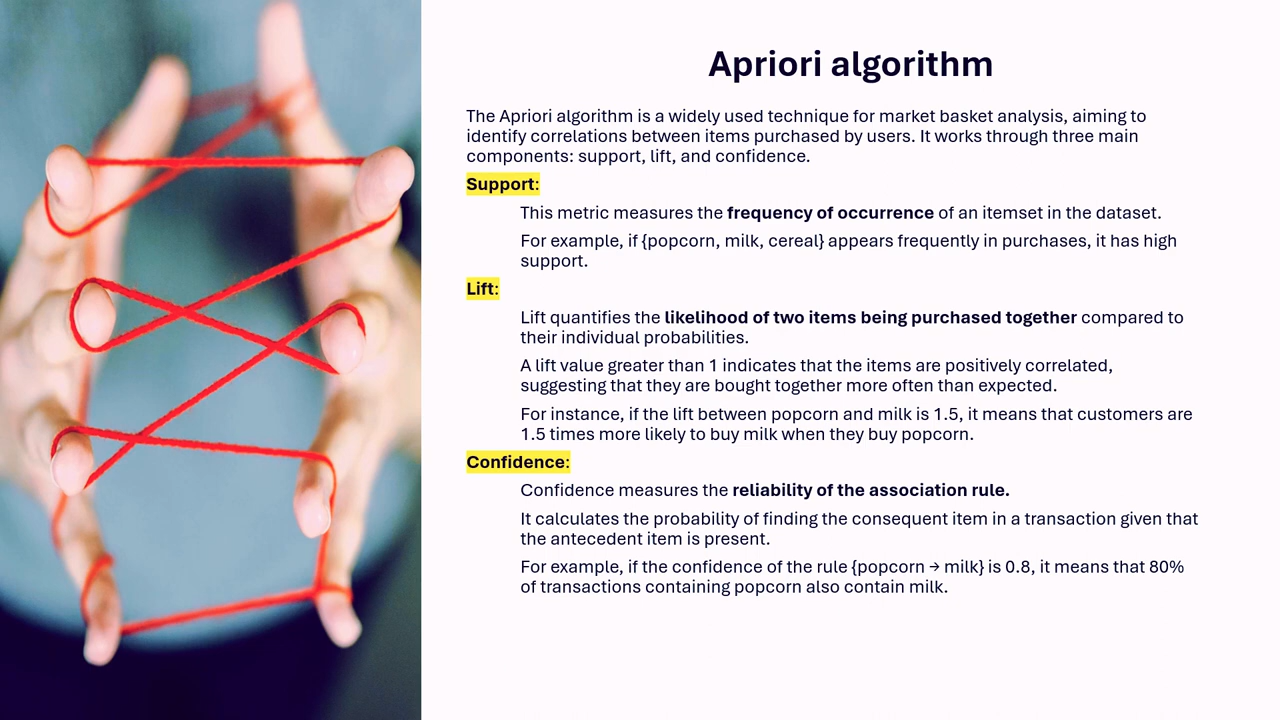 Apriori algorithm
The Apriori algorithm is a widely used technique for market basket analysis, aiming to
identify correlations between items purchased by users. It works through three main
components: support, lift, and confidence.
Support:
This metric measures the frequency of occurrence of an itemset in the dataset.
For example, if {popcorn, milk, cereal} appears frequently in purchases, it has high
support.
Lift:
Lift quantifies the likelihood of two items being purchased together compared to
their individual probabilities.
A lift value greater than 1 indicates that the items are positively correlated,
suggesting that they are bought together more often than expected.
For instance, if the lift between popcorn and milk is 1.5, it means that customers are
1.5 times more likely to buy milk when they buy popcorn.
Confidence:
Confidence measures the reliability of the association rule.
It calculates the probability of finding the consequent item in a transaction given that
the antecedent item is present.
For example, if the confidence of the rule {popcorn → milk} is 0.8, it means that 80%
of transactions containing popcorn also contain milk.